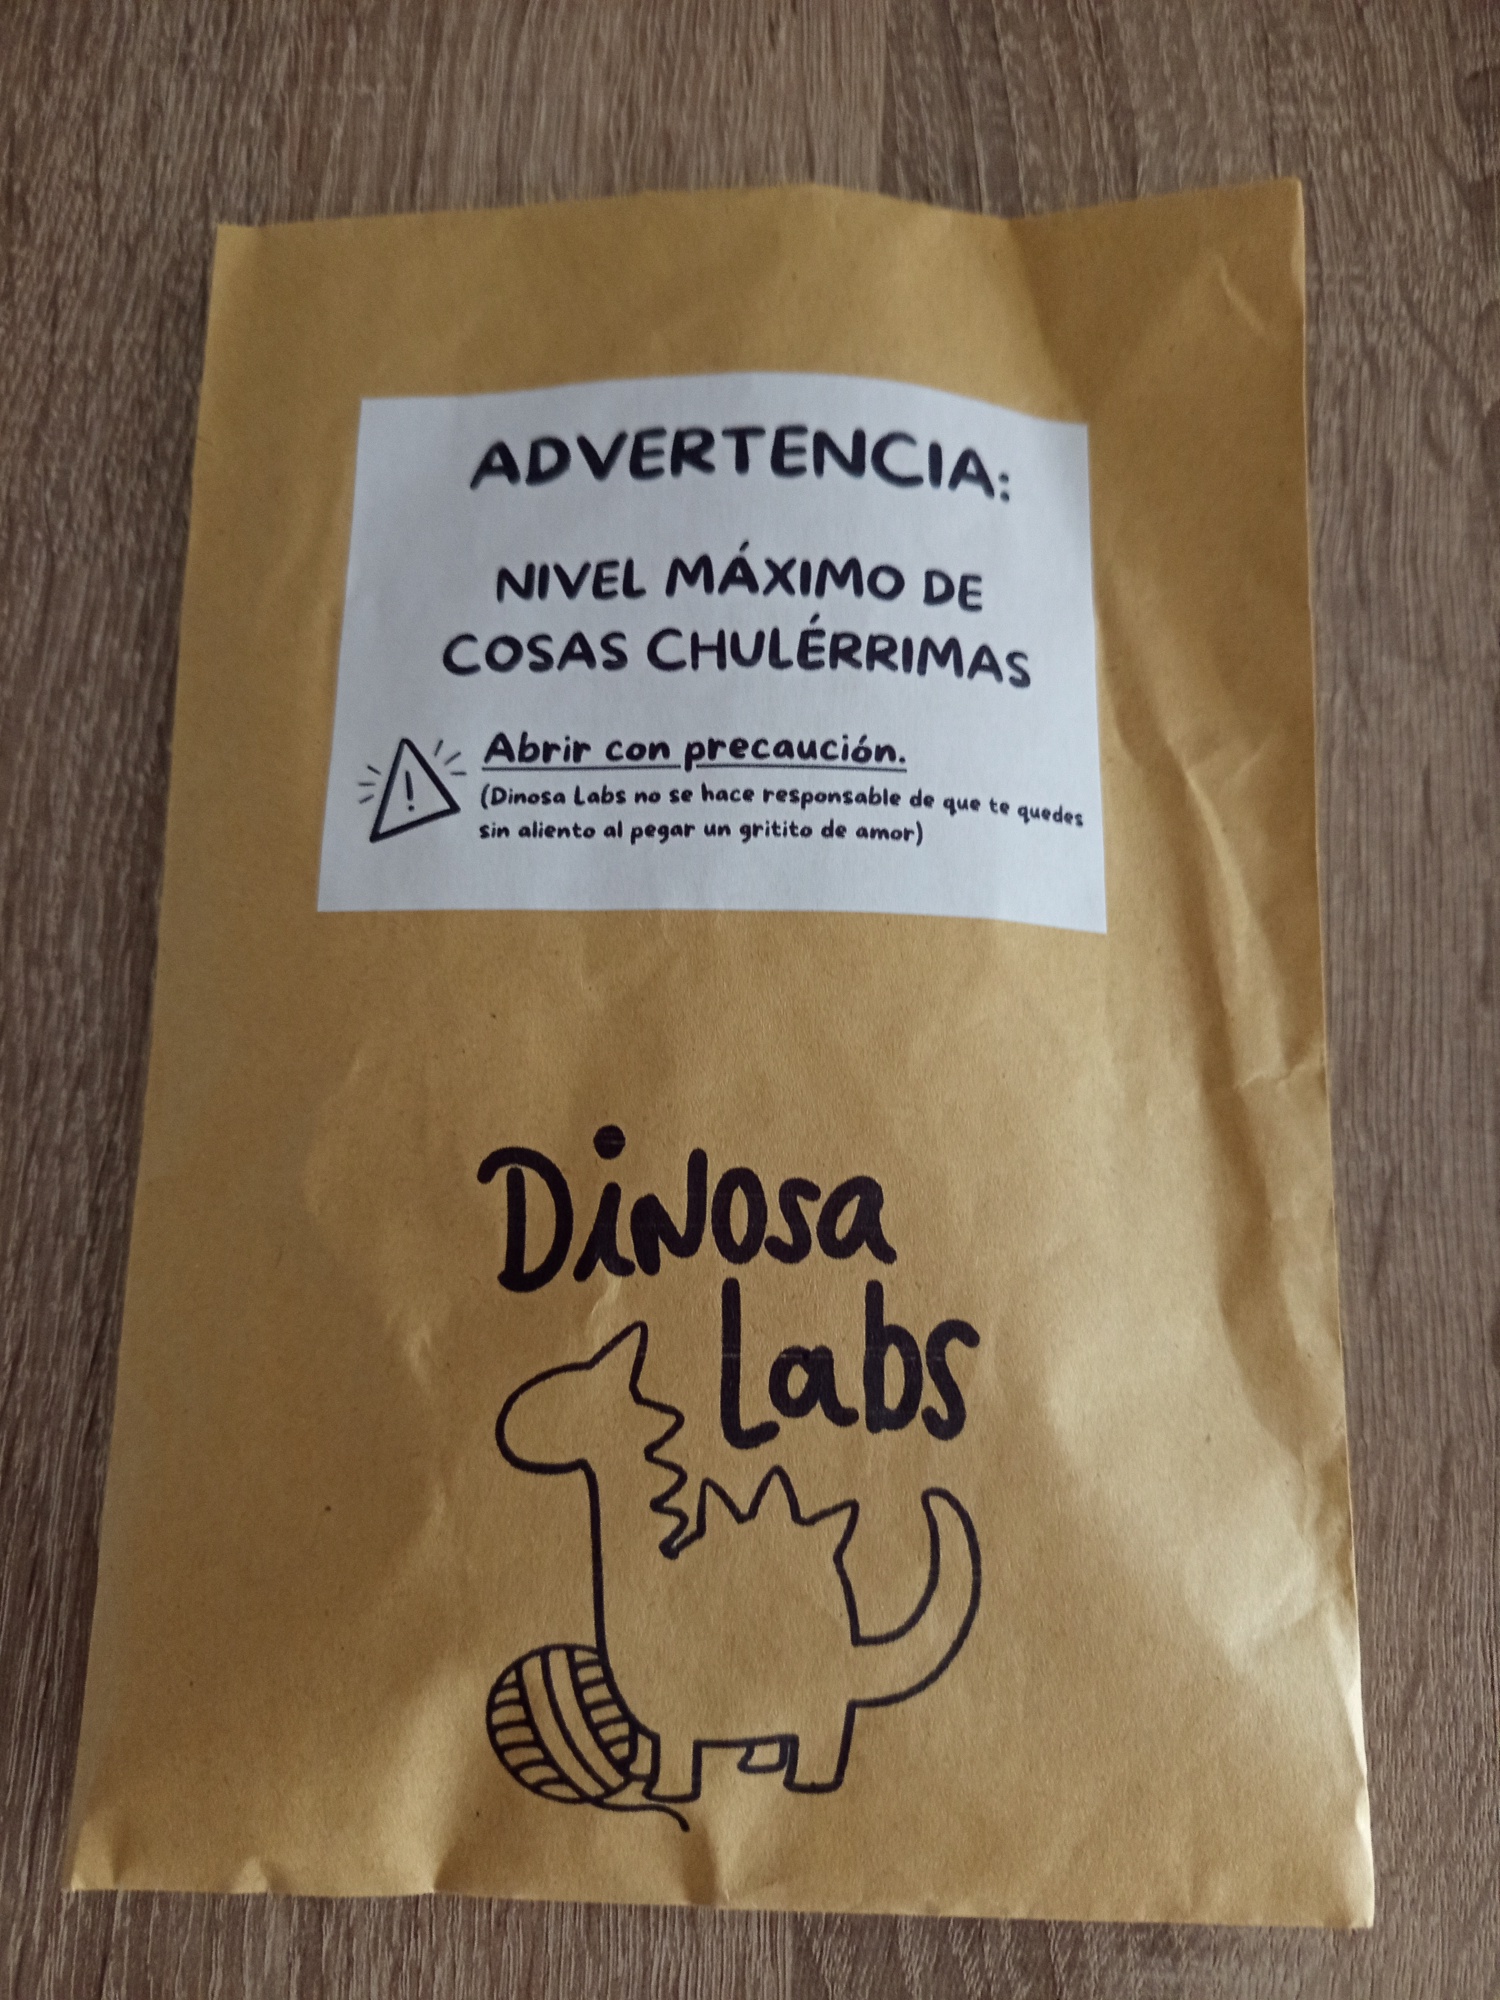 ADVERTENCIA:
NIVEL MÁXIMO DE
COSAS CHULÉRRIMAS
!
Abrir con precaución.
(Dinosa Labs no se hace responsable de que te quedes
sin aliento al pegar un gritito de amor)
Dinosa
Labs